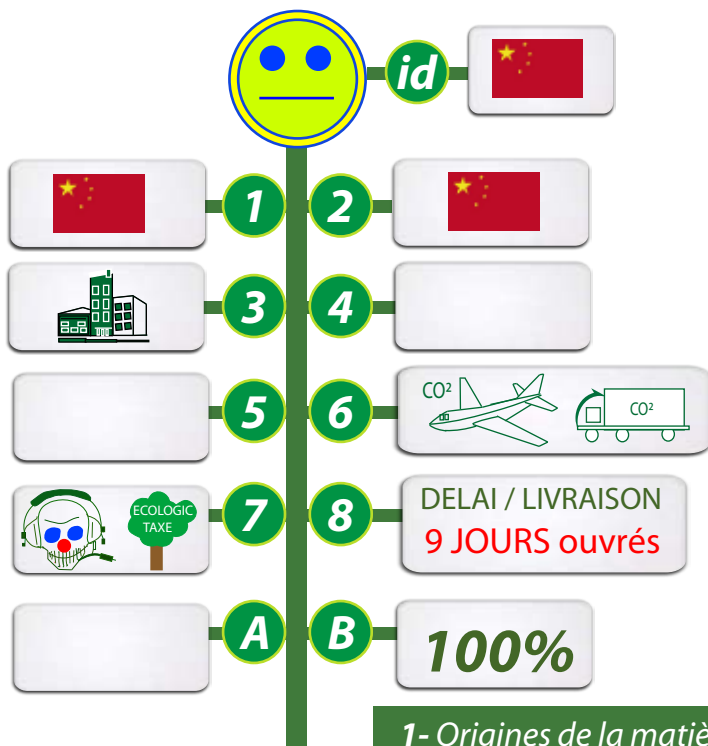 id
1
2
3
4
5
6
CO²
CO²
7
ECOLOGIC
TAXE
8
DELAI / LIVRAISON
9 JOURS ouvrés
A
B
100%
1- Origines de la matiè